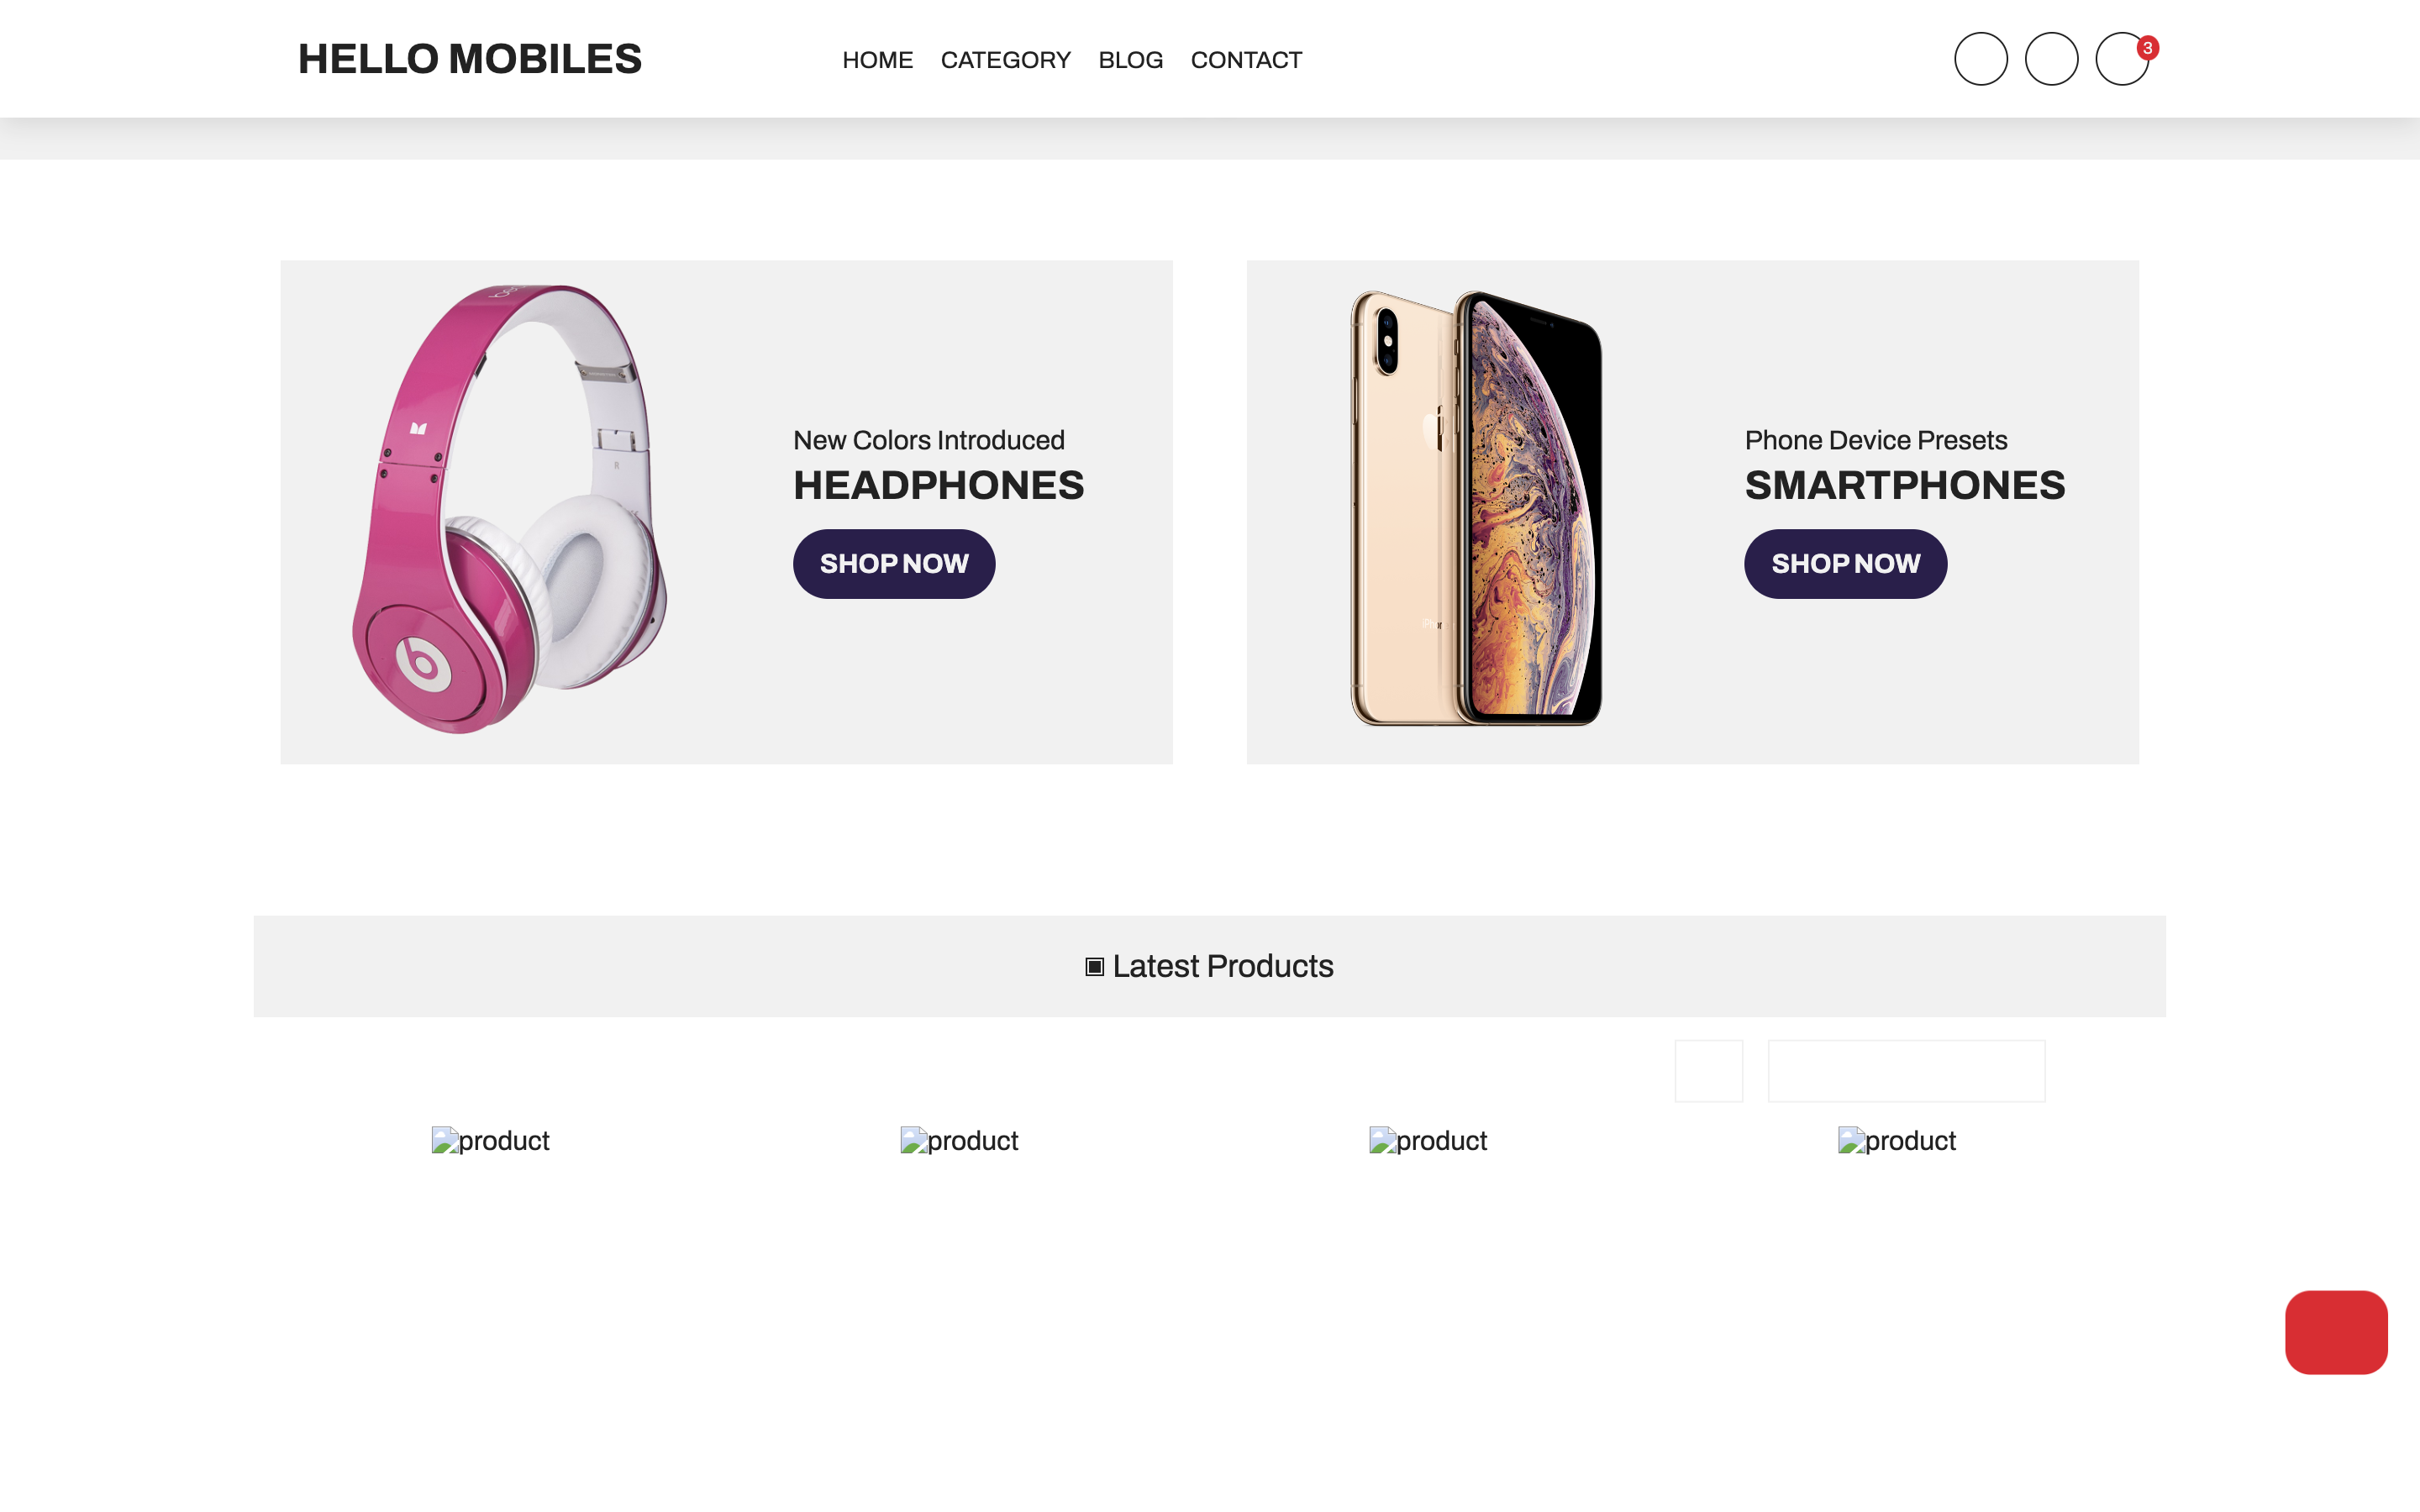 HELLO MOBILES
HOME CATEGORY BLOG CONTACT
3
New Colors Introduced
HEADPHONES
SHOP NOW
Phone Device Presets
SMARTPHONES
SHOP NOW
▣ Latest Products
product product product product